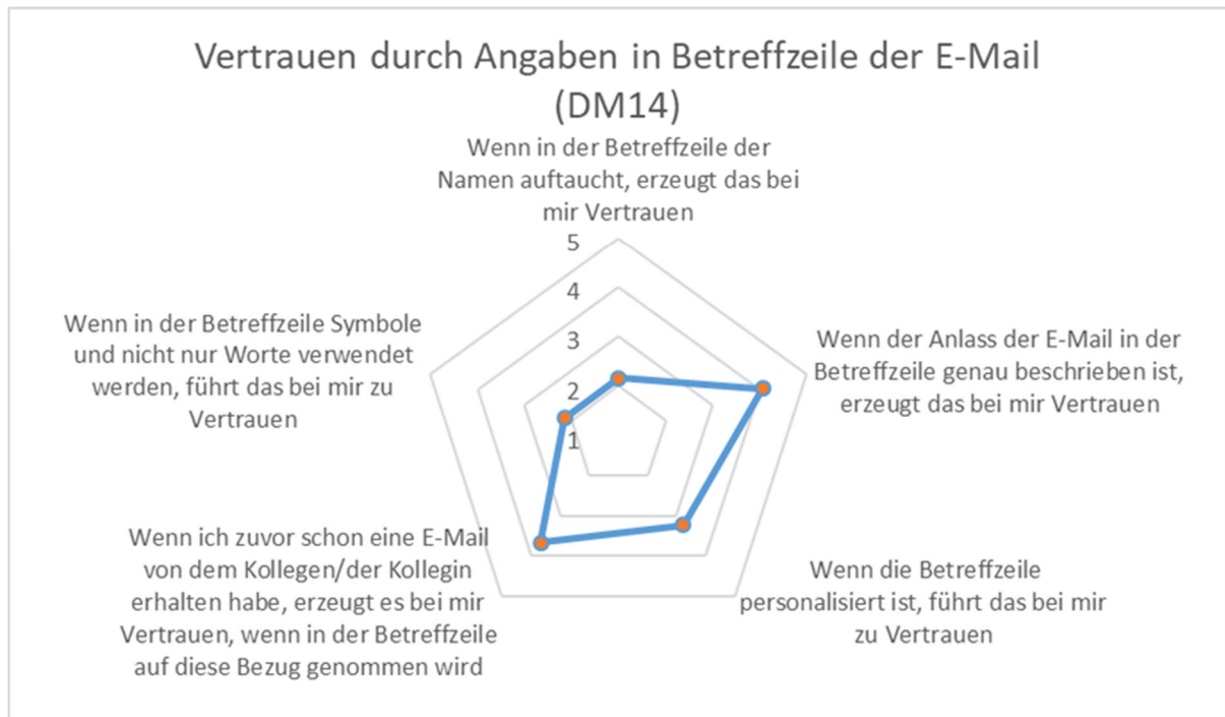 Vertrauen durch Angaben in Betreffzeile der E-Mail
(DM14)
Wenn in der Betreffzeile der
Namen auftaucht, erzeugt das bei
mir Vertrauen
5
4
3
2
1
Wenn der Anlass der E-Mail in der
Betreffzeile genau beschrieben ist,
erzeugt das bei mir Vertrauen
Wenn die Betreffzeile
personalisiert ist, führt das bei mir
zu Vertrauen
Wenn ich zuvor schon eine E-Mail
von dem Kollegen/der Kollegin
erhalten habe, erzeugt es bei mir
Vertrauen, wenn in der Betreffzeile
auf diese Bezug genommen wird
Wenn in der Betreffzeile Symbole
und nicht nur Worte verwendet
werden, führt das bei mir zu
Vertrauen